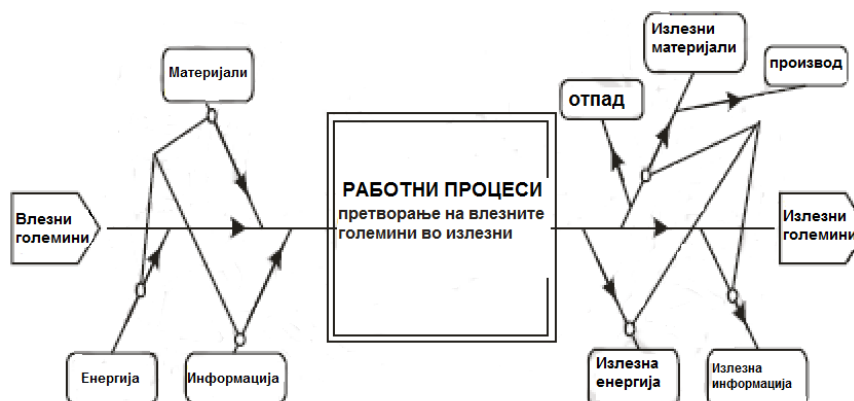 Влезни
големини
Материјали
Енергија
Информација
РАБОТНИ ПРОЦЕСИ
претворање на влезните
големини во излезни
отпад
Излезни
материјали
производ
Излезна
енергија
Излезна
информација
Излезни
големини